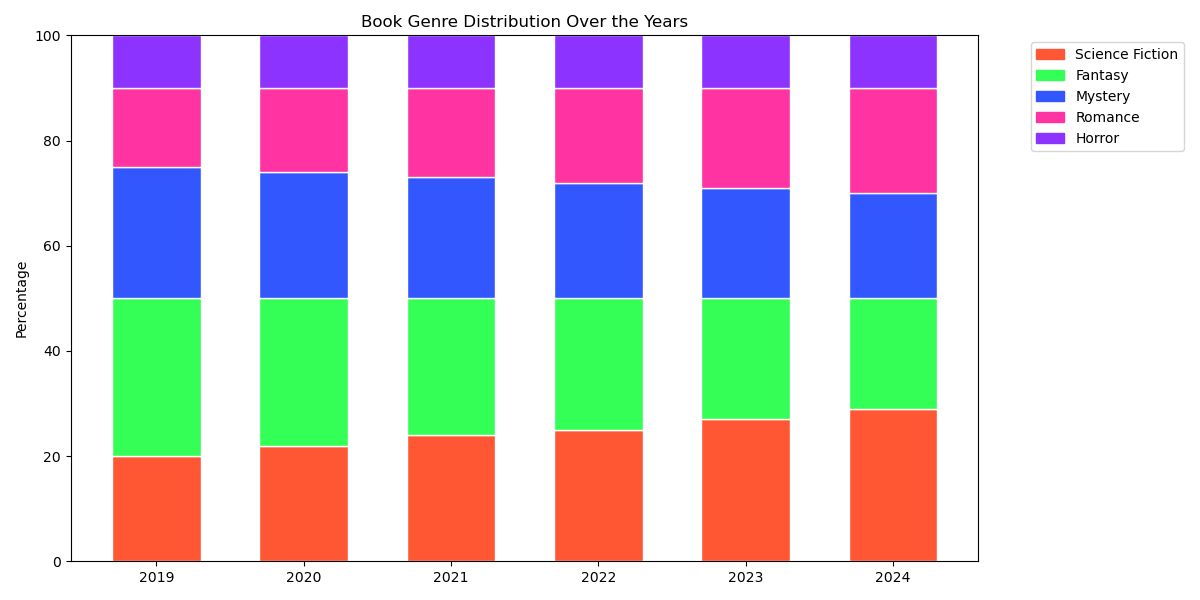 Book Genre Distribution Over the Years
Percentage
100
80
60
40
20
0
2019
2020
2021
2022
2023
2024
Science Fiction
Fantasy
Mystery
Romance
Horror